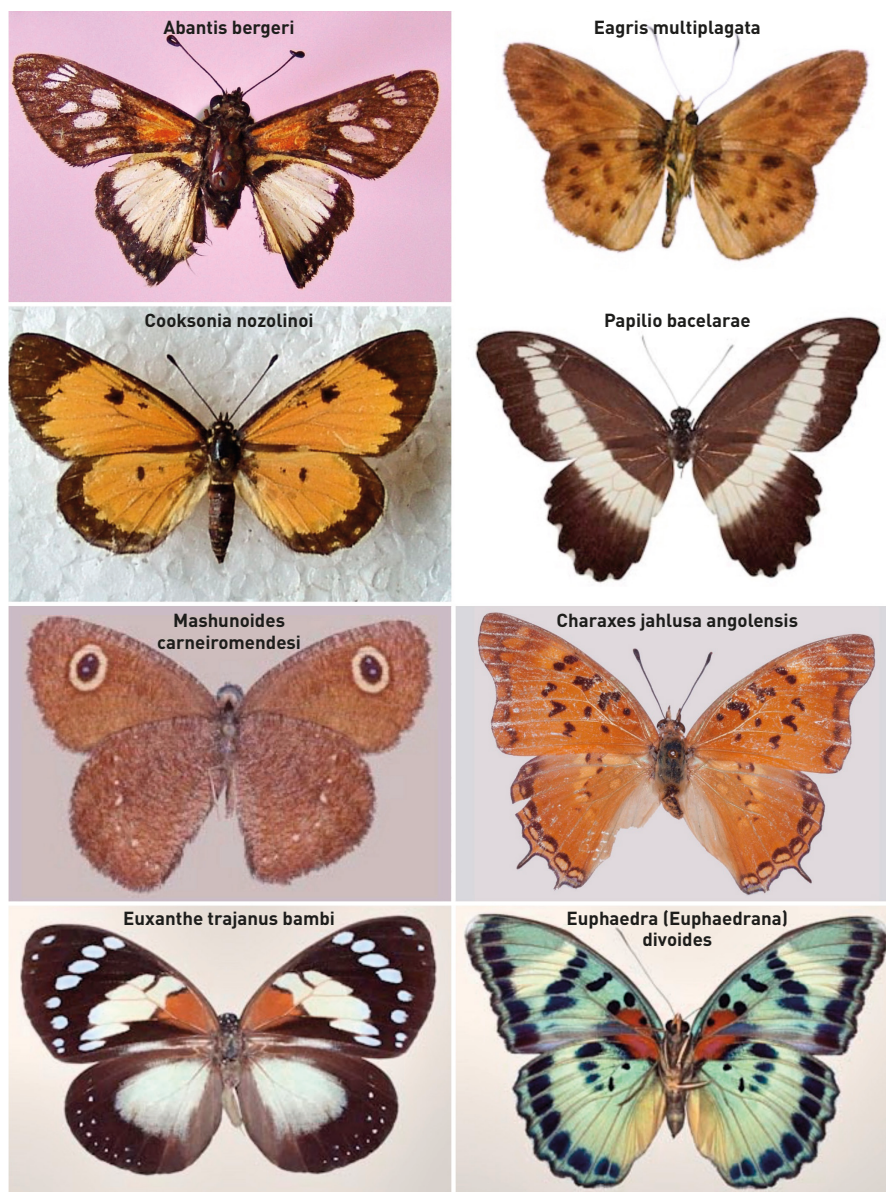 Abantis bergeri
Eagris multiplagata
Cooksonia nozolinoi
Papilio bacelarae
Mashunoides
carneiromendesi
Charaxes jahlusa angolensis
Euxanthe trajanus bambi
Euphaedra (Euphaedrana)
divoides